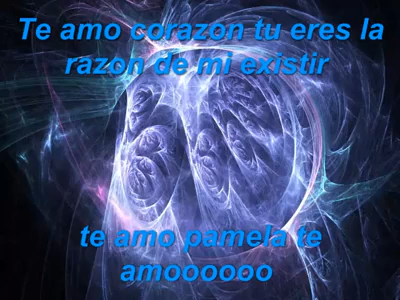 Te amo corazon tu eres la
razon de mi existir
te amo pamela te
amoooooo